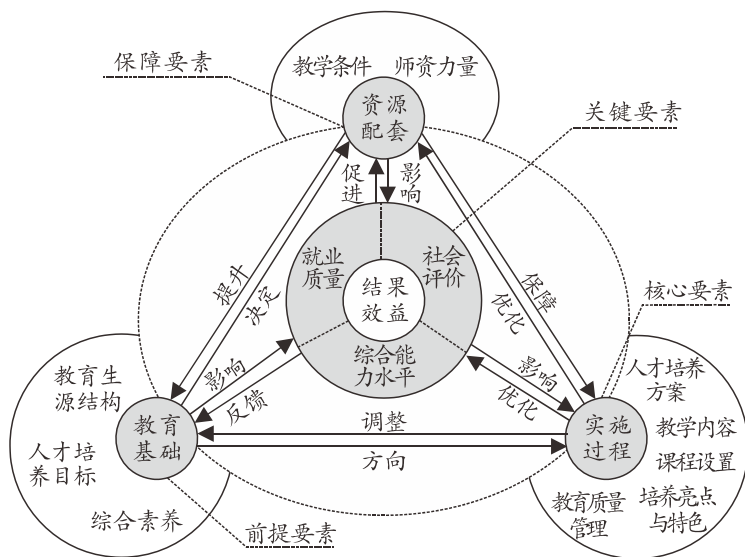 保障要素
教学条件
师资力量
资源
配套
关键要素
促进
影响
就业
质量
社会
评价
结果
效益
综合能
力水平
提升
决定
保障
优化
核心要素
影响
反馈
影响
优化
教育生
源结构
人才培
养目标
综合素养
教育
基础
调整
方向
实施
过程
人才培养
方案
教学内容
课程设置
培养亮点
与特色
教育质量
管理
前提要素